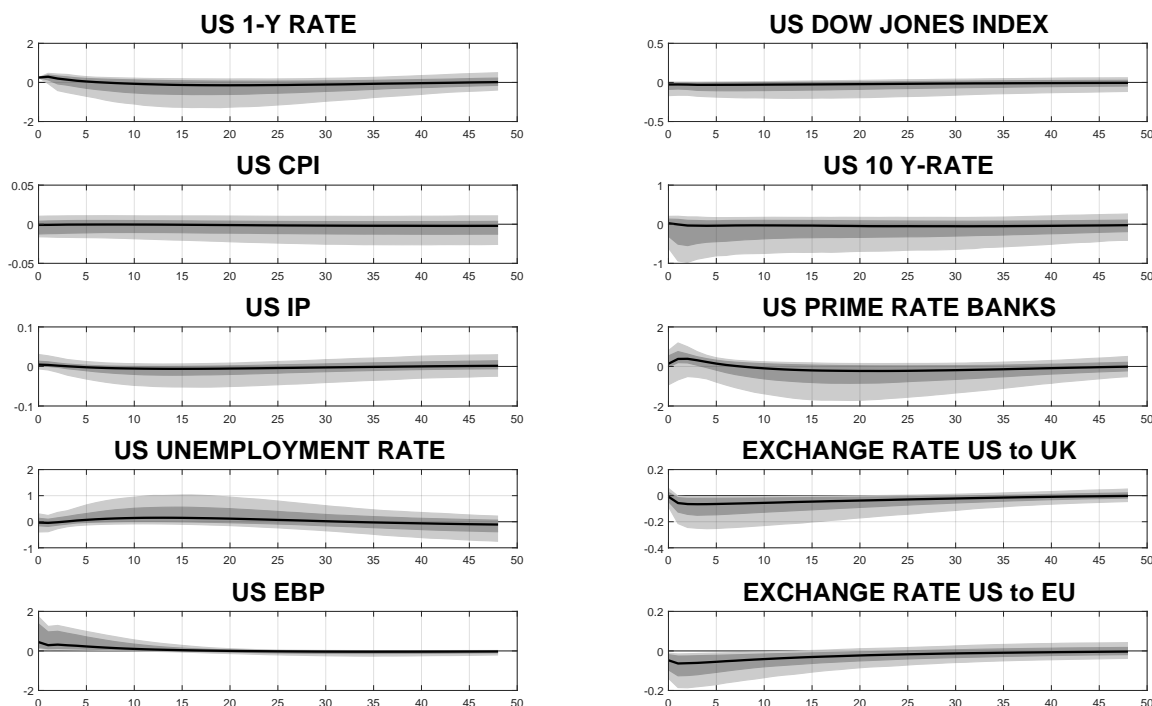 US 1-Y RATE
2
0
-2
0 5 10 15 20 25 30 35 40 45 50
US DOW JONES INDEX
0.5
0
-0.5
0 5 10 15 20 25 30 35 40 45 50
US CPI
0.05
0
-0.05
0 5 10 15 20 25 30 35 40 45 50
US 10 Y-RATE
1
0
-1
0 5 10 15 20 25 30 35 40 45 50
US IP
0.1
0
-0.1
0 5 10 15 20 25 30 35 40 45 50
US PRIME RATE BANKS
2
0
-2
0 5 10 15 20 25 30 35 40 45 50
US UNEMPLOYMENT RATE
2
1
0
-1
0 5 10 15 20 25 30 35 40 45 50
EXCHANGE RATE US to UK
0.2
0
-0.2
-0.4
0 5 10 15 20 25 30 35 40 45 50
US EBP
2
0
-2
0 5 10 15 20 25 30 35 40 45 50
EXCHANGE RATE US to EU
0.2
0
-0.2
0 5 10 15 20 25 30 35 40 45 50